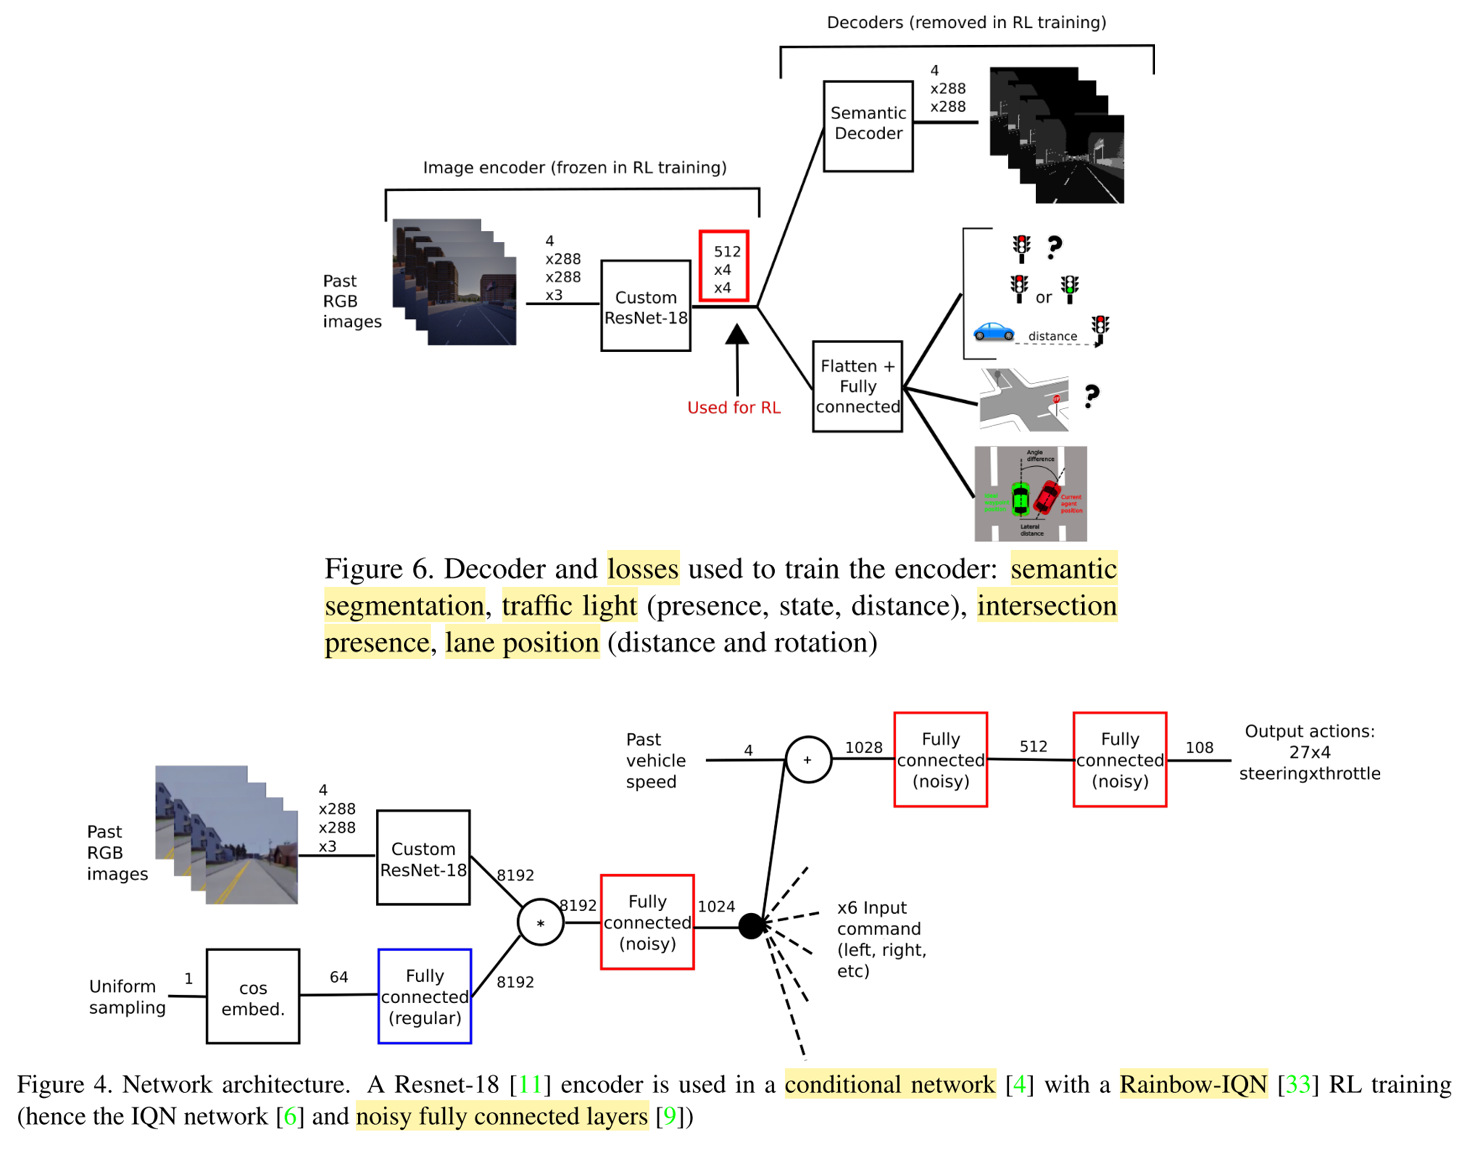 Decoders (removed in RL training)
4
x288
x288
Semantic
Decoder
Image encoder (frozen in RL training)
4
x288
x288
x3
512
x4
x4
Past
RGB
images
Custom
ResNet-18
?
or
distance
Used for RL
Flatten +
Fully
connected
?
Angle
difference
Current
agent
position
Lateral
distance
Figure 6. Decoder and losses used to train the encoder: semantic
segmentation, traffic light (presence, state, distance), intersection
presence, lane position (distance and rotation)
Past
vehicle
speed
4
+
1028
Fully
connected
(noisy)
512
Fully
connected
(noisy)
108
Output actions:
27x4
steeringxthrottle
Past
RGB
images
4
x288
x288
x3
Custom
ResNet-18
8192
*
8192
Fully
connected
(noisy)
1024
x6 Input
command
(left, right,
etc)
Uniform
sampling
1
cos
embed.
64
Fully
connected
(regular)
8192
Figure 4. Network architecture. A Resnet-18 [11] encoder is used in a conditional network [4] with a Rainbow-IQN [33] RL training
(hence the IQN network [6] and noisy fully connected layers [9])